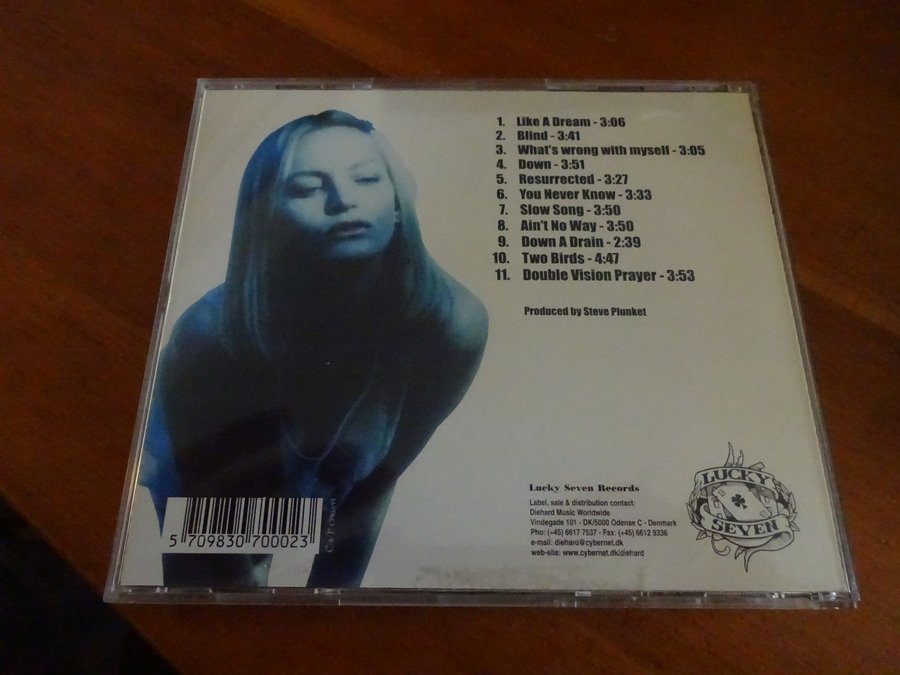 1. Like A Dream - 3:06
2. Blind - 3:41
3. What's wrong with myself - 3:05
4. Down - 3:51
5. Resurrected - 3:27
6. You Never Know - 3:33
7. Slow Song - 3:50
8. Ain't No Way - 3:50
9. Down A Drain - 2:39
10. Two Birds - 4:47
11. Double Vision Prayer - 3:53
Produced by Steve Plunket
Lucky Seven Records
Label, sale & distribution contact:
Diehard Music Worldwide
Vindegade 101 - DK/5000 Odense C - Denmark
Pho: (+45) 6617 7537 - Fax: (+45) 6612 9336
e-mail: diehard@cybernet.dk
web-site: www.cybernet.dk/diehard
LUCKY
SEVEN
5 709830 700023